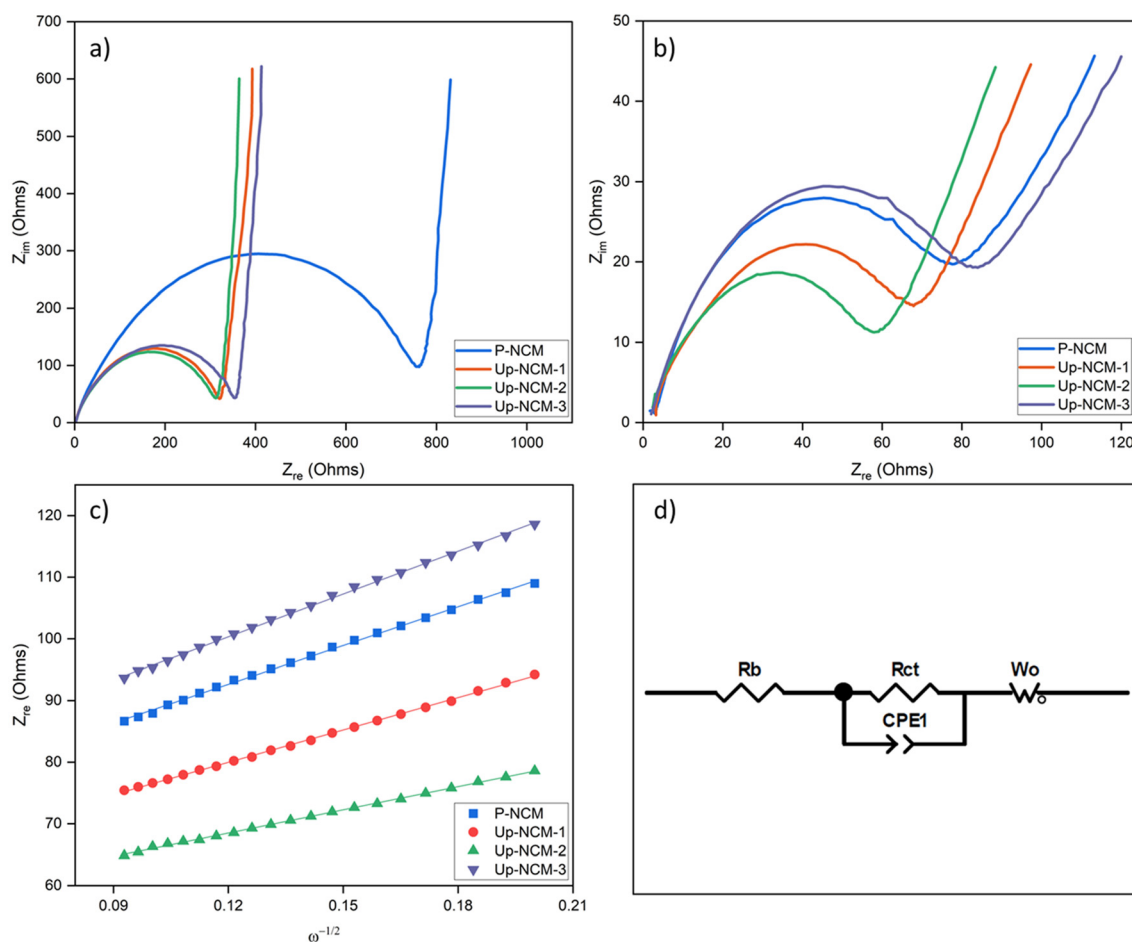 a)
700
600
500
400
300
200
100
0
Z_im (Ohms)
0 200 400 600 800 1000
Z_re (Ohms)
P-NCM
Up-NCM-1
Up-NCM-2
Up-NCM-3
b)
50
40
30
20
10
0
Z_im (Ohms)
0 20 40 60 80 100 120
Z_re (Ohms)
P-NCM
Up-NCM-1
Up-NCM-2
Up-NCM-3
c)
120
110
100
90
80
70
60
Z_re (Ohms)
0.09 0.12 0.15 0.18 0.21
ω^−1/2
P-NCM
Up-NCM-1
Up-NCM-2
Up-NCM-3
d)
Rb Rct Wo
CPE1